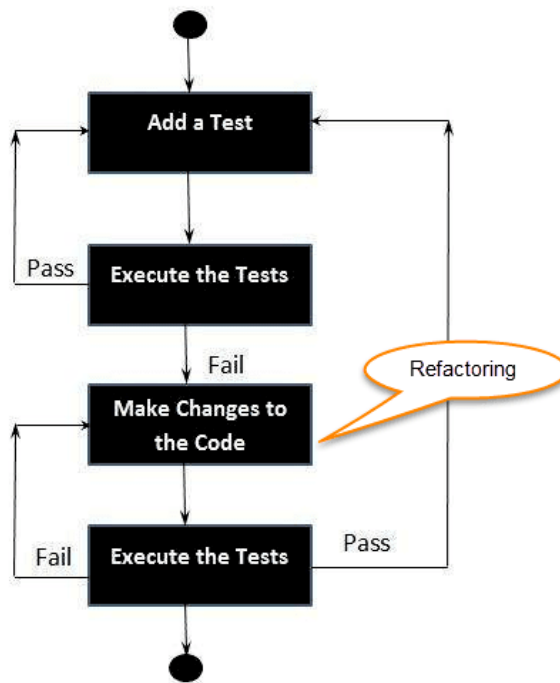 Add a Test
Pass
Execute the Tests
Fail
Refactoring
Make Changes to
the Code
Fail
Execute the Tests
Pass